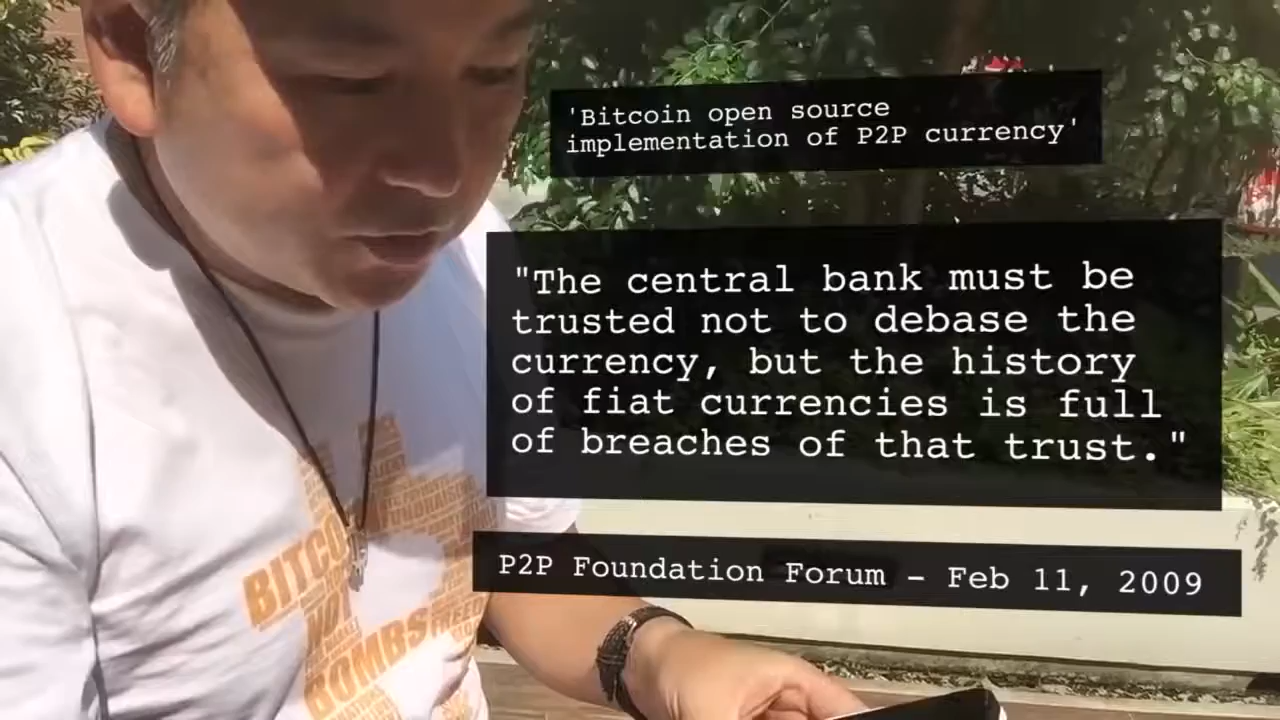 'Bitcoin open source
implementation of P2P currency'
"The central bank must be
trusted not to debase the
currency, but the history
of fiat currencies is full
of breaches of that trust."
P2P Foundation Forum – Feb 11, 2009
BITCO
NOT
BOMBS